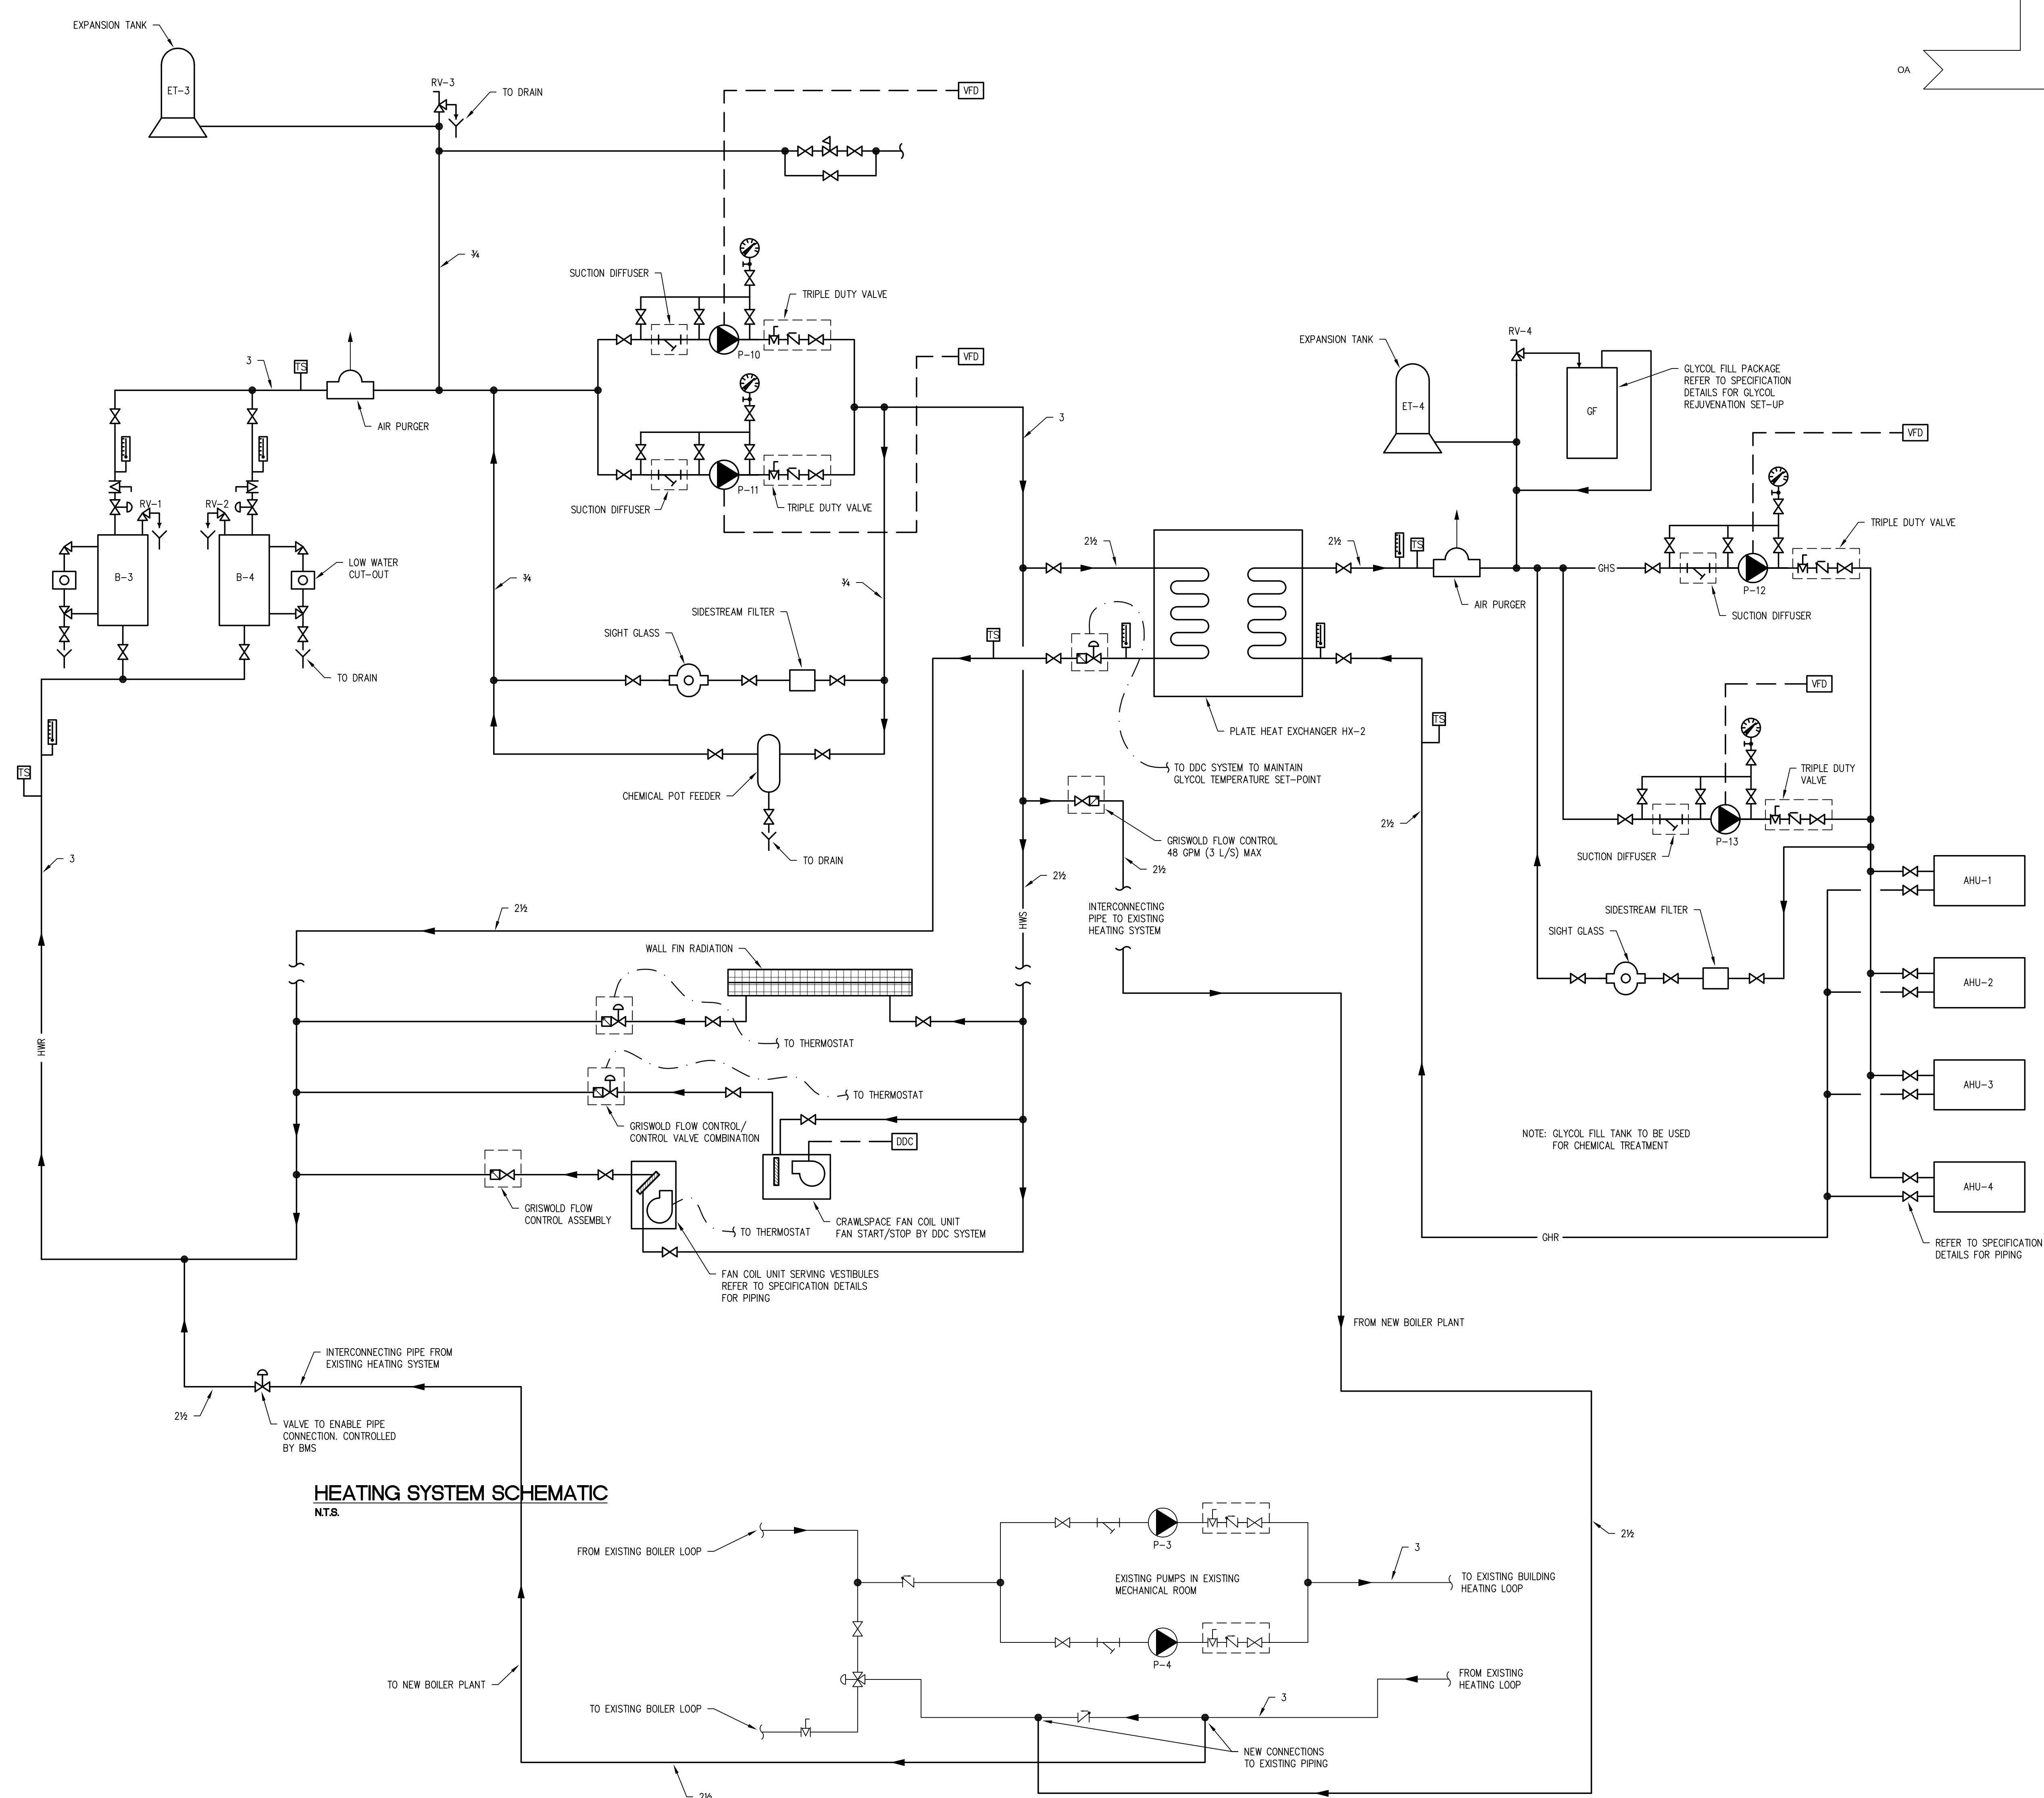 EXPANSION TANK
ET-3
RV-3
TO DRAIN
VFD
OA
¾
SUCTION DIFFUSER
TRIPLE DUTY VALVE
P-10
VFD
3
TS
AIR PURGER
3
SUCTION DIFFUSER
P-11
TRIPLE DUTY VALVE
RV-1
RV-2
B-3
B-4
LOW WATER
CUT-OUT
TO DRAIN
¾
¾
SIGHT GLASS
SIDESTREAM FILTER
CHEMICAL POT FEEDER
TO DRAIN
TS
3
HWR
EXPANSION TANK
ET-4
RV-4
GF
GLYCOL FILL PACKAGE
REFER TO SPECIFICATION
DETAILS FOR GLYCOL
REJUVENATION SET-UP
VFD
TRIPLE DUTY VALVE
2½
2½
TS
AIR PURGER
GHS
P-12
SUCTION DIFFUSER
TS
PLATE HEAT EXCHANGER HX-2
TO DDC SYSTEM TO MAINTAIN
GLYCOL TEMPERATURE SET-POINT
TS
VFD
TRIPLE DUTY
VALVE
2½
SUCTION DIFFUSER
P-13
GRISWOLD FLOW CONTROL
48 GPM (3 L/S) MAX
2½
2½
HWS
INTERCONNECTING
PIPE TO EXISTING
HEATING SYSTEM
SIGHT GLASS
SIDESTREAM FILTER
AHU-1
AHU-2
AHU-3
AHU-4
2½
WALL FIN RADIATION
TO THERMOSTAT
TO THERMOSTAT
GRISWOLD FLOW CONTROL/
CONTROL VALVE COMBINATION
DDC
GRISWOLD FLOW
CONTROL ASSEMBLY
TO THERMOSTAT
CRAWLSPACE FAN COIL UNIT
FAN START/STOP BY DDC SYSTEM
FAN COIL UNIT SERVING VESTIBULES
REFER TO SPECIFICATION DETAILS
FOR PIPING
NOTE: GLYCOL FILL TANK TO BE USED
FOR CHEMICAL TREATMENT
GHR
REFER TO SPECIFICATION
DETAILS FOR PIPING
FROM NEW BOILER PLANT
INTERCONNECTING PIPE FROM
EXISTING HEATING SYSTEM
2½
VALVE TO ENABLE PIPE
CONNECTION. CONTROLLED
BY BMS
HEATING SYSTEM SCHEMATIC
N.T.S.
FROM EXISTING BOILER LOOP
P-3
EXISTING PUMPS IN EXISTING
MECHANICAL ROOM
3
TO EXISTING BUILDING
HEATING LOOP
2½
P-4
TO NEW BOILER PLANT
TO EXISTING BOILER LOOP
FROM EXISTING
HEATING LOOP
3
NEW CONNECTIONS
TO EXISTING PIPING
2½